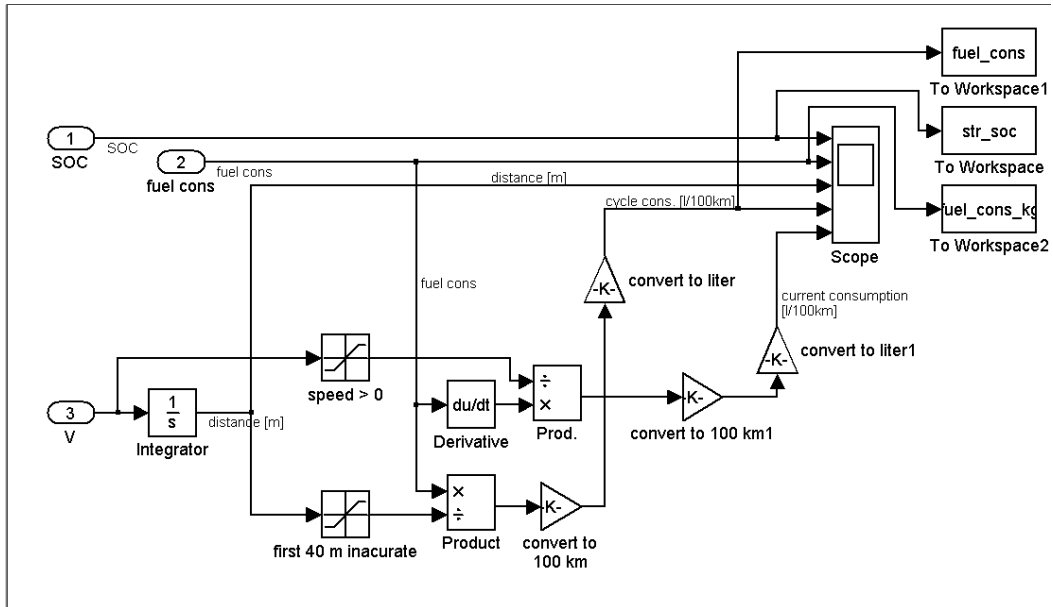 fuel_cons
To Workspace1
1
SOC
SOC
str_soc
To Workspace
2
fuel cons
fuel cons
distance [m]
cycle cons. [l/100km]
fuel_cons_kg
To Workspace2
Scope
-K-
convert to liter
fuel cons
current consumption
[l/100km]
-K-
convert to liter1
speed > 0
÷
×
Prod.
du/dt
Derivative
-K-
convert to 100 km1
3
V
1
s
Integrator
distance [m]
first 40 m inacurate
×
÷
Product
-K-
convert to
100 km